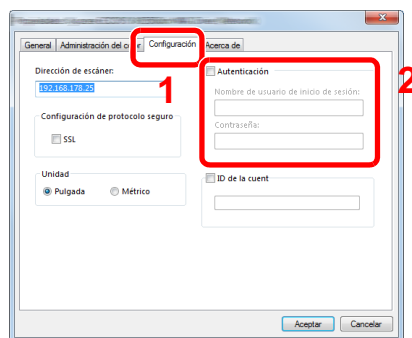 General Administración del color Configuración Acerca de
Dirección de escáner:
192.168.178.25
1
Autenticación
2
Nombre de usuario de inicio de sesión:
Contraseña:
Configuración de protocolo seguro
SSL
Unidad
Pulgada Métrico
ID de la cuent
Aceptar Cancelar